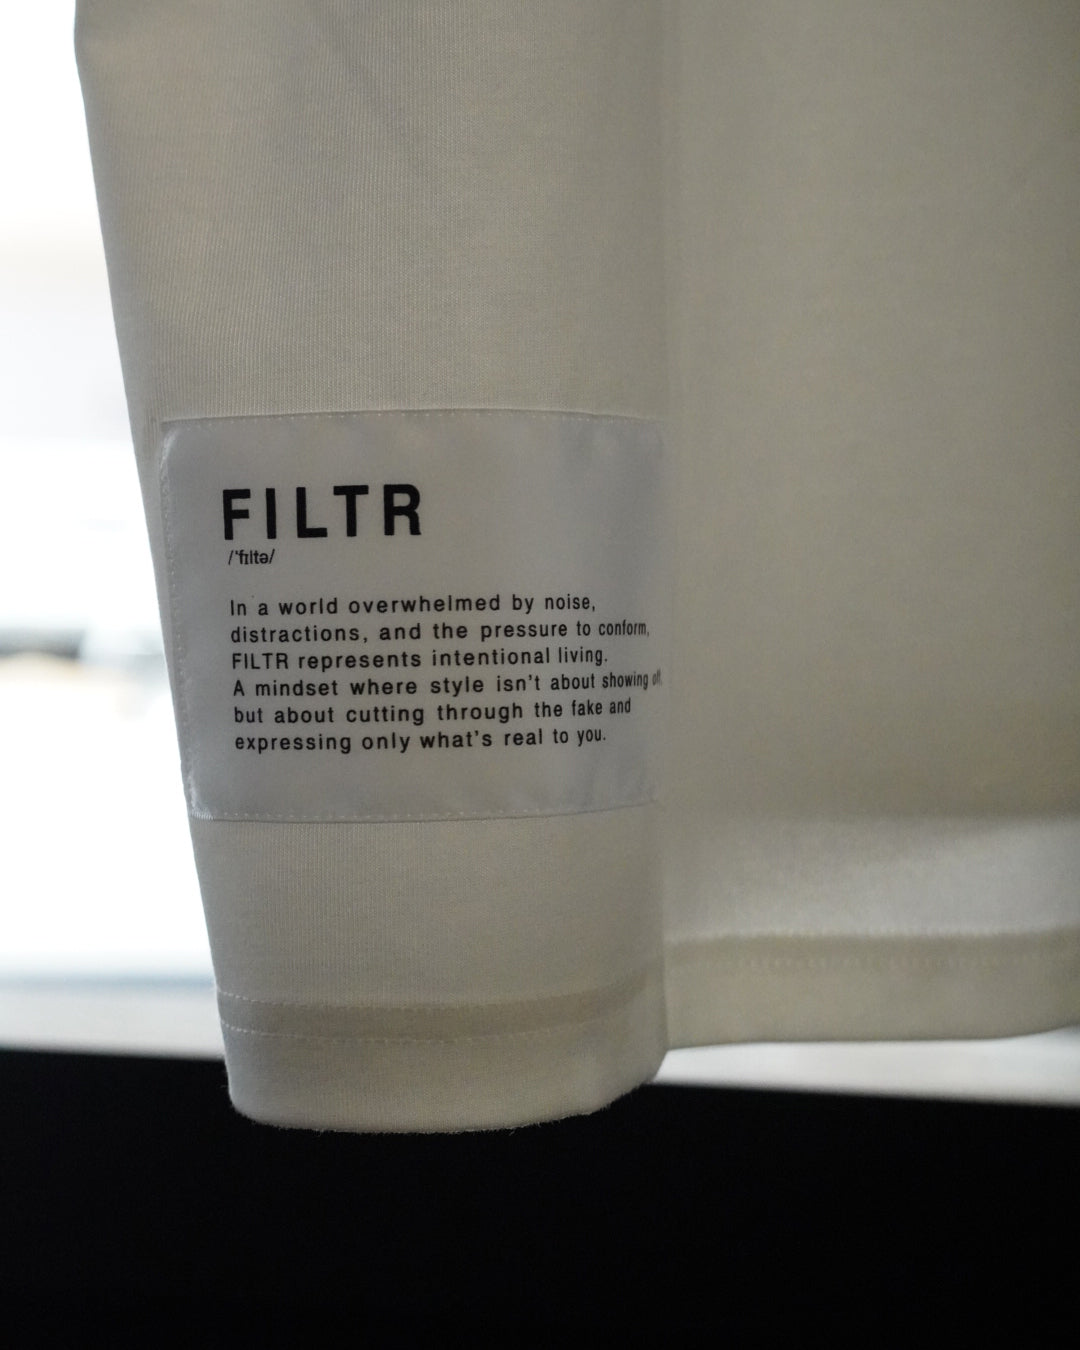 FILTR
/ˈfɪltə/
In a world overwhelmed by noise,
distractions, and the pressure to conform,
FILTR represents intentional living.
A mindset where style isn't about showing off,
but about cutting through the fake and
expressing only what's real to you.